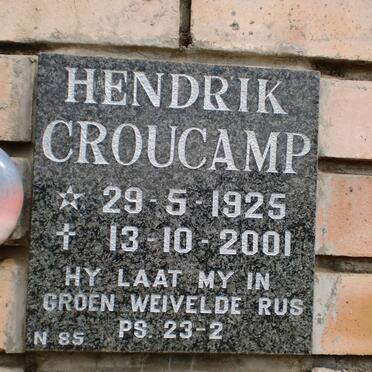 HENDRIK
CROUCAMP
☆ 29-5-1925
✝ 13-10-2001
HY LAAT MY IN
GROEN WEIVELDE RUS
PS 23-2
N 85